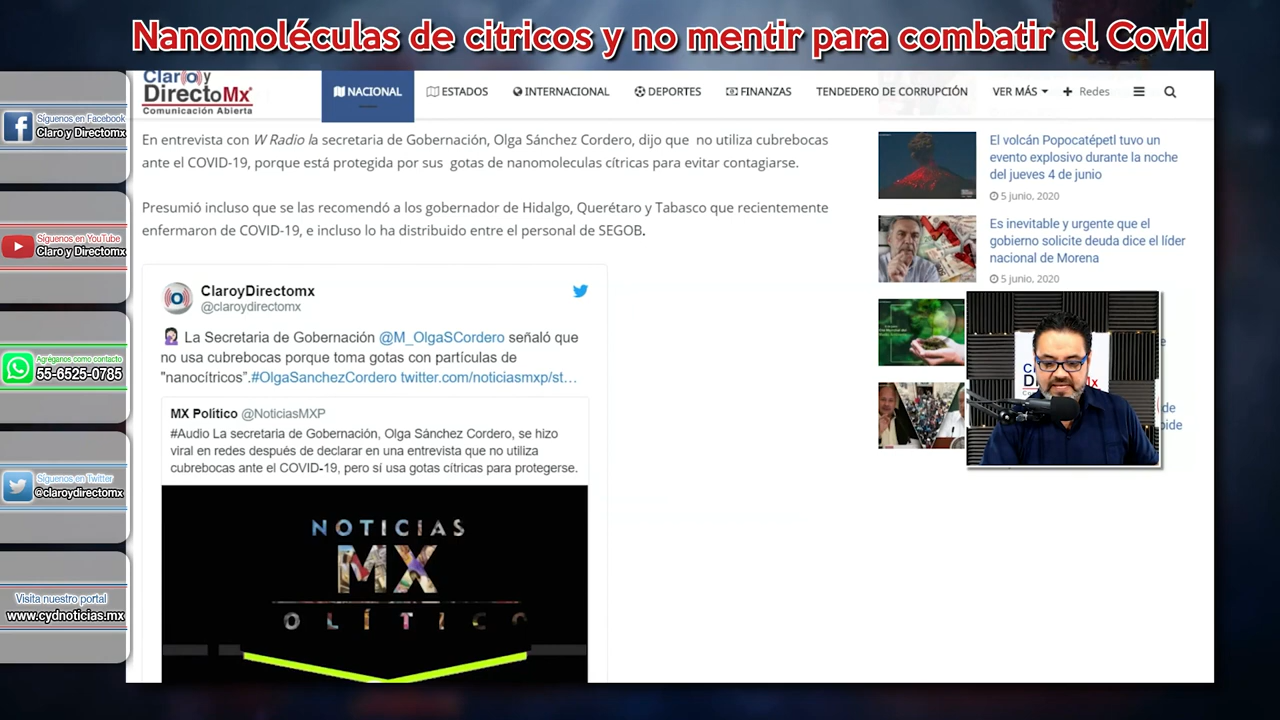 Nanomoléculas de citricos y no mentir para combatir el Covid
Síguenos en Facebook
Claro y Directomx
Síguenos en YouTube
Claro y Directomx
Agréganos como contacto
55-6525-0785
Síguenos en Twitter
@claroydirectomx
Visita nuestro portal
www.cydnoticias.mx
Claro y
DirectoMx
Comunicación Abierta
NACIONAL
ESTADOS
INTERNACIONAL
DEPORTES
FINANZAS
TENDEDERO DE CORRUPCIÓN
VER MÁS
Redes
En entrevista con W Radio la secretaria de Gobernación, Olga Sánchez Cordero, dijo que no utiliza cubrebocas
ante el COVID-19, porque está protegida por sus gotas de nanomoleculas cítricas para evitar contagiarse.
Presumió incluso que se las recomendó a los gobernador de Hidalgo, Querétaro y Tabasco que recientemente
enfermaron de COVID-19, e incluso lo ha distribuido entre el personal de SEGOB.
ClaroyDirectomx
@claroydirectomx
La Secretaria de Gobernación @M_OlgaSCordero señaló que
no usa cubrebocas porque toma gotas con partículas de
"nanocítricos".#OlgaSanchezCordero twitter.com/noticiasmxp/st…
MX Político @NoticiasMXP
#Audio La secretaria de Gobernación, Olga Sánchez Cordero, se hizo
viral en redes después de declarar en una entrevista que no utiliza
cubrebocas ante el COVID-19, pero sí usa gotas cítricas para protegerse.
NOTICIAS
MX
POLÍTICO
El volcán Popocatépetl tuvo un
evento explosivo durante la noche
del jueves 4 de junio
5 junio, 2020
Es inevitable y urgente que el
gobierno solicite deuda dice el líder
nacional de Morena
5 junio, 2020
de